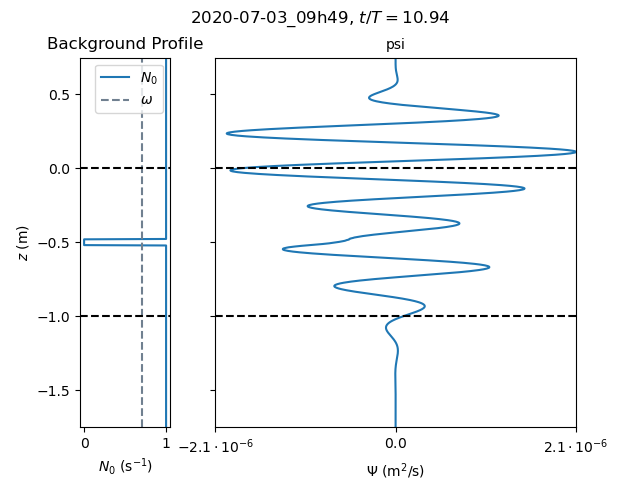 2020-07-03_09h49, t/T = 10.94
Background Profile
psi
N₀
ω
0.5
0.0
−0.5
−1.0
−1.5
z (m)
0
1
N₀ (s⁻¹)
−2.1 · 10⁻⁶
0.0
2.1 · 10⁻⁶
Ψ (m²/s)